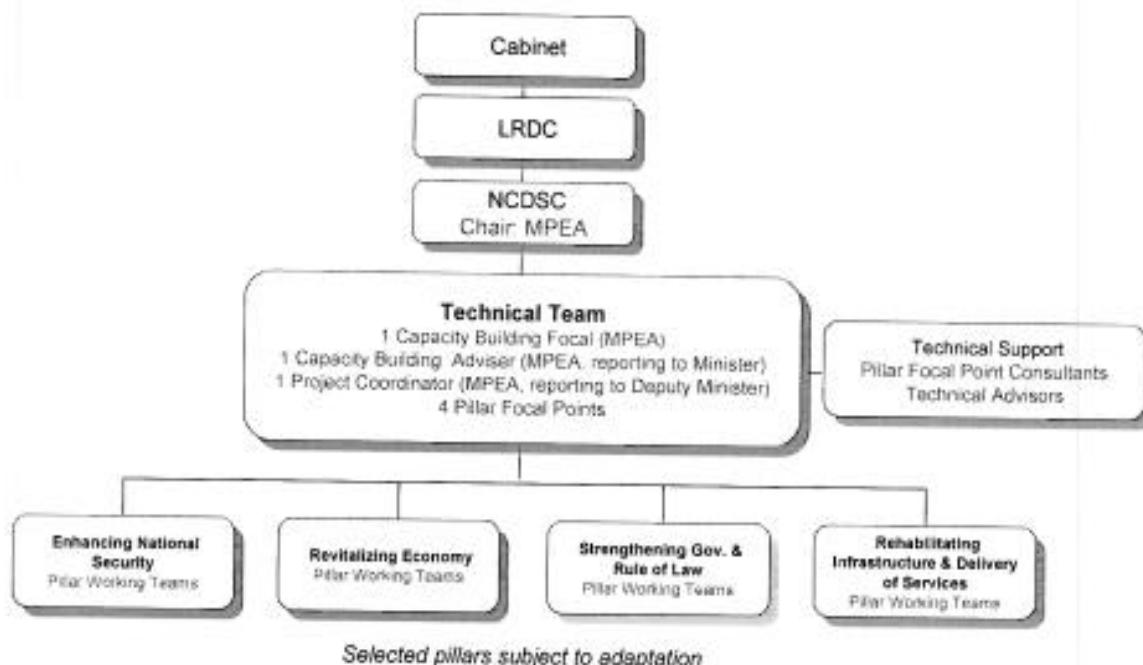 Cabinet
LRDC
NCDSC
Chair: MPEA
Technical Team
1 Capacity Building Focal (MPEA)
1 Capacity Building Adviser (MPEA, reporting to Minister)
1 Project Coordinator (MPEA, reporting to Deputy Minister)
4 Pillar Focal Points
Technical Support
Pillar Focal Point Consultants
Technical Advisors
Enhancing National
Security
Pillar Working Teams
Revitalizing Economy
Pillar Working Teams
Strengthening Gov. &
Rule of Law
Pillar Working Teams
Rehablitating
Infrastructure & Delivery
of Services
Pillar Working Teams
Selected pillars subject to adaptation